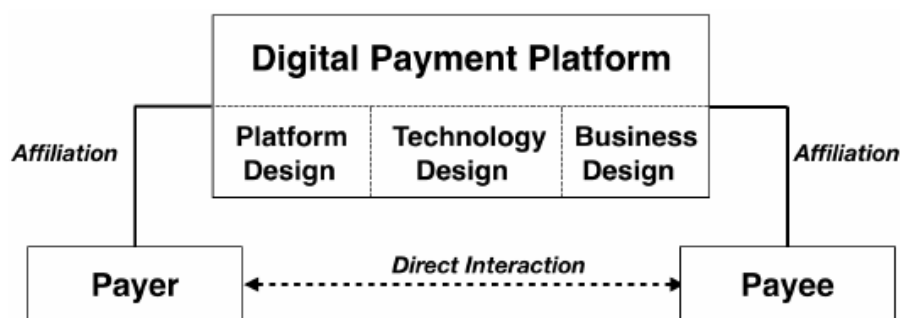 Digital Payment Platform
Platform Design
Technology Design
Business Design
Affiliation
Affiliation
Direct Interaction
Payer
Payee